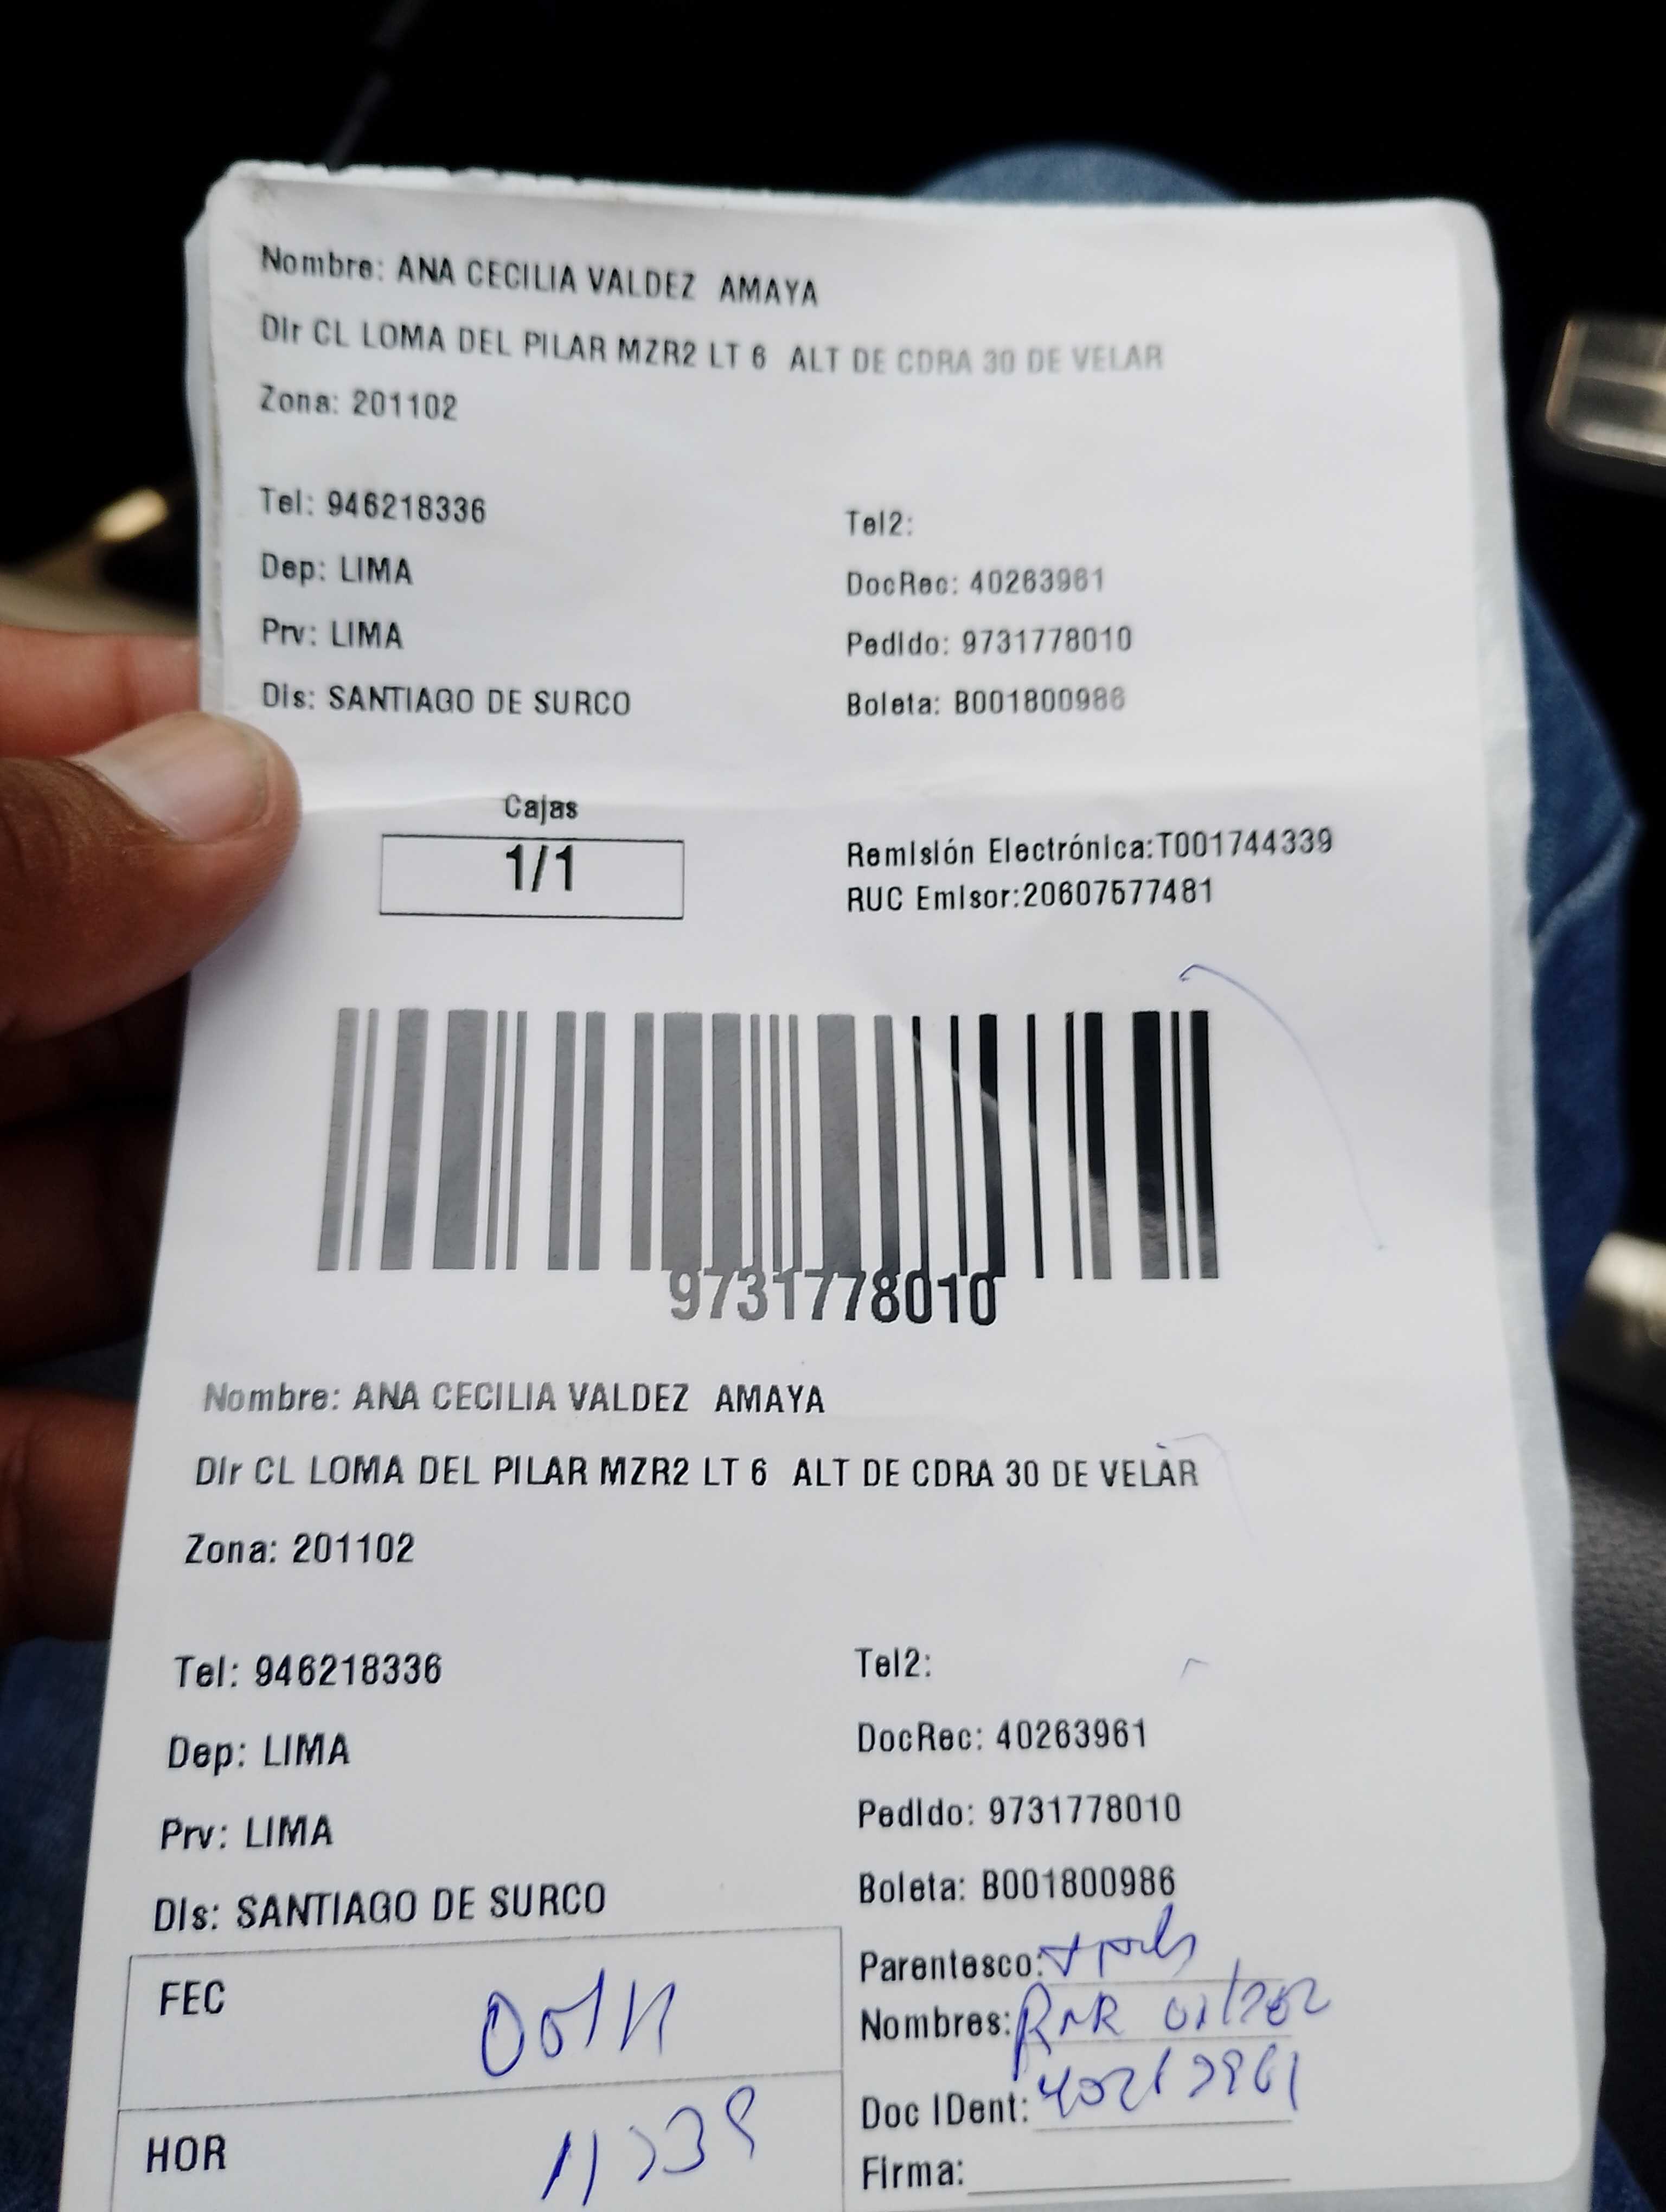 Nombre: ANA CECILIA VALDEZ AMAYA
Dir CL LOMA DEL PILAR MZR2 LT 6 ALT DE CDRA 30 DE VELAR
Zona: 201102
Tel: 946218336 Tel2:
Dep: LIMA DocRec: 40263961
Prv: LIMA Pedido: 9731778010
Dis: SANTIAGO DE SURCO Boleta: B001800986
Cajas
1/1 Remisión Electrónica:T001744339
RUC Emisor:20607577481
9731778010
Nombre: ANA CECILIA VALDEZ AMAYA
Dir CL LOMA DEL PILAR MZR2 LT 6 ALT DE CDRA 30 DE VELAR
Zona: 201102
Tel: 946218336 Tel2:
Dep: LIMA DocRec: 40263961
Prv: LIMA Pedido: 9731778010
Dis: SANTIAGO DE SURCO Boleta: B001800986
Parentesco:
FEC Nombres:
Doc IDent:
HOR Firma: